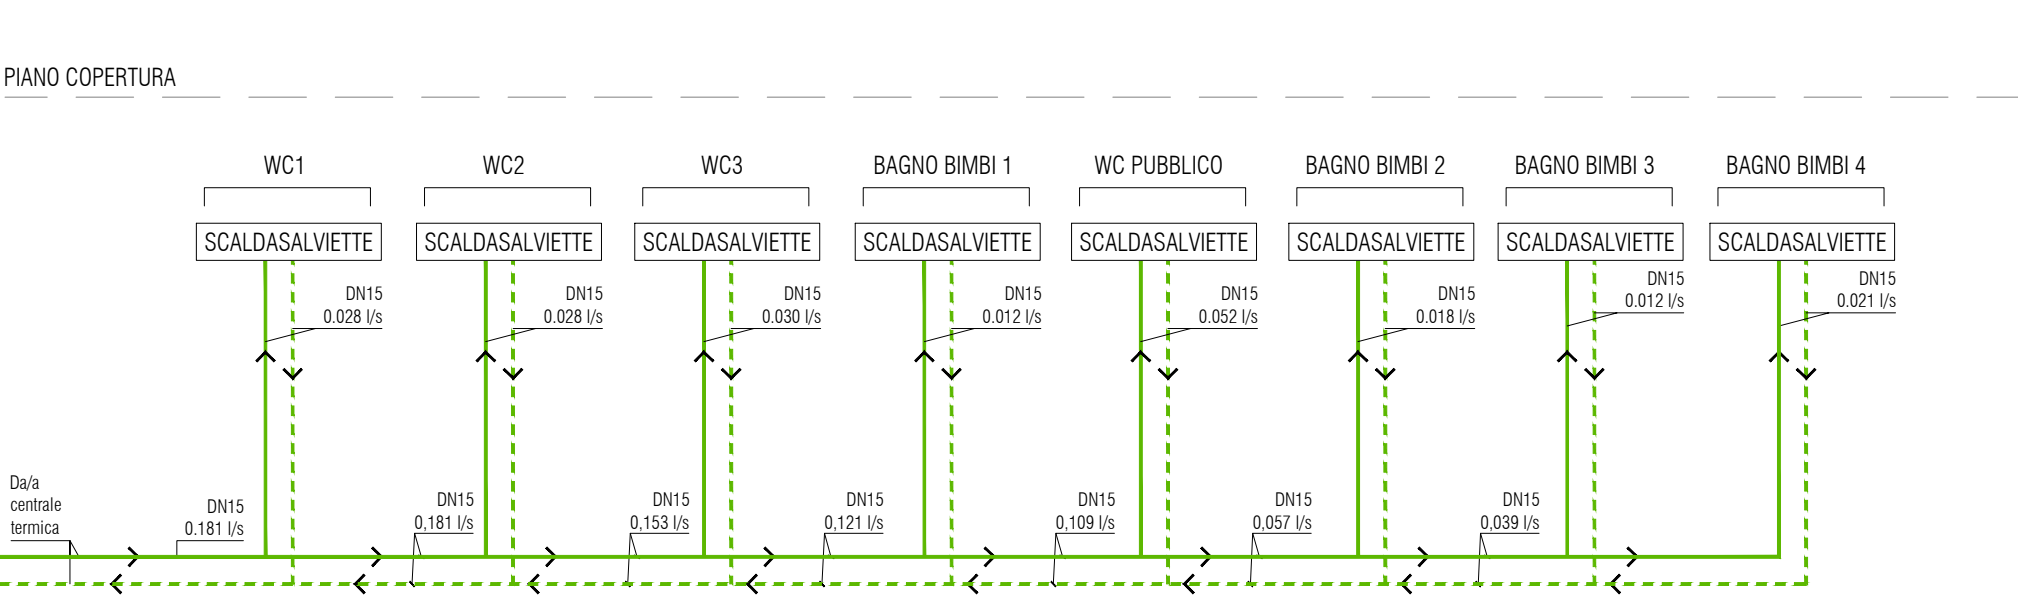 PIANO COPERTURA
WC1
WC2
WC3
BAGNO BIMBI 1
WC PUBBLICO
BAGNO BIMBI 2
BAGNO BIMBI 3
BAGNO BIMBI 4
SCALDASALVIETTE
SCALDASALVIETTE
SCALDASALVIETTE
SCALDASALVIETTE
SCALDASALVIETTE
SCALDASALVIETTE
SCALDASALVIETTE
SCALDASALVIETTE
DN15
0.028 l/s
DN15
0.028 l/s
DN15
0.030 l/s
DN15
0.012 l/s
DN15
0.052 l/s
DN15
0.018 l/s
DN15
0.012 l/s
DN15
0.021 l/s
Da/a
centrale
termica
DN15
0.181 l/s
DN15
0,181 l/s
DN15
0,153 l/s
DN15
0,121 l/s
DN15
0,109 l/s
DN15
0,057 l/s
DN15
0,039 l/s